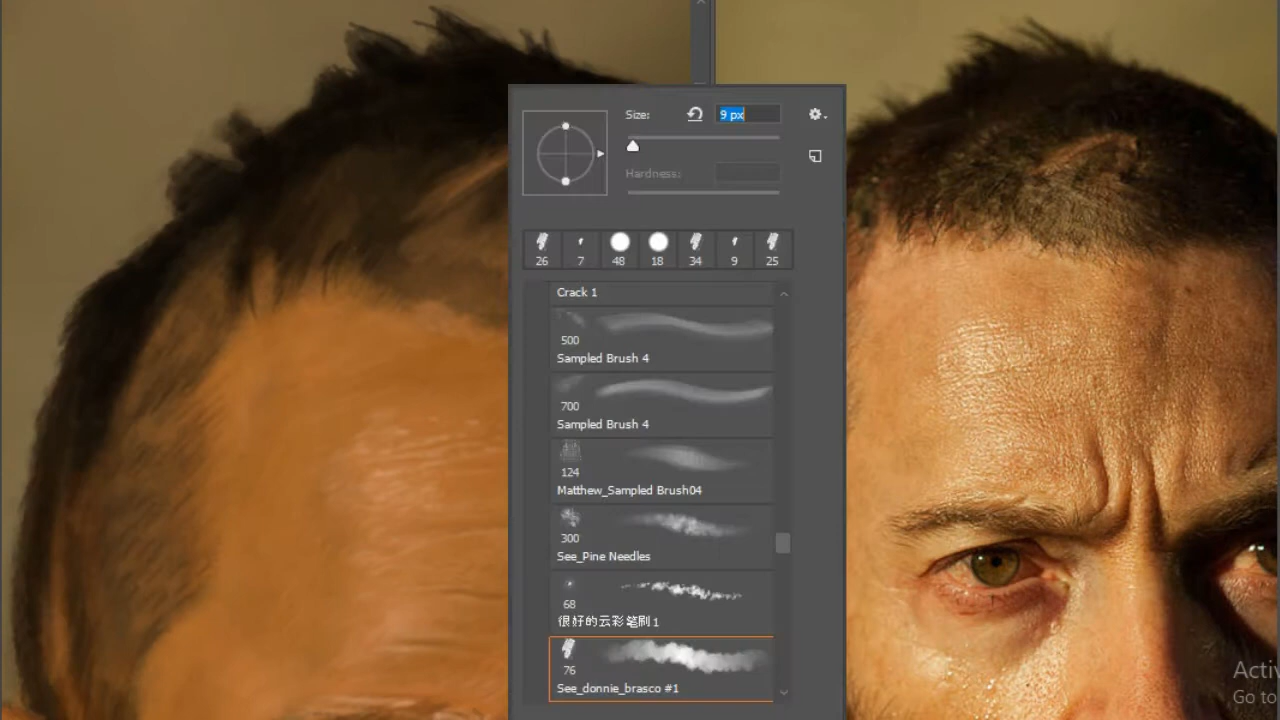 Size:
9 px
Hardness:
26 7 48 18 34 9 25
Crack 1
500
Sampled Brush 4
700
Sampled Brush 4
124
Matthew_Sampled Brush04
300
See_Pine Needles
68
很好的云彩笔刷1
76
See_donnie_brasco #1
Activ
Go to